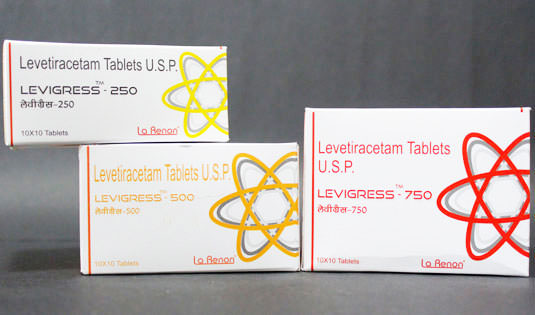 Levetiracetam Tablets U.S.P.
LEVIGRESS™-250
लेवीग्रैस-250
10X10 Tablets
La Renon®
Levetiracetam Tablets U.S.P.
LEVIGRESS™-500
लेवीग्रैस-500
10X10 Tablets
La Renon®
Levetiracetam Tablets
U.S.P.
LEVIGRESS™-750
लेवीग्रैस-750
10X10 Tablets
La Renon®